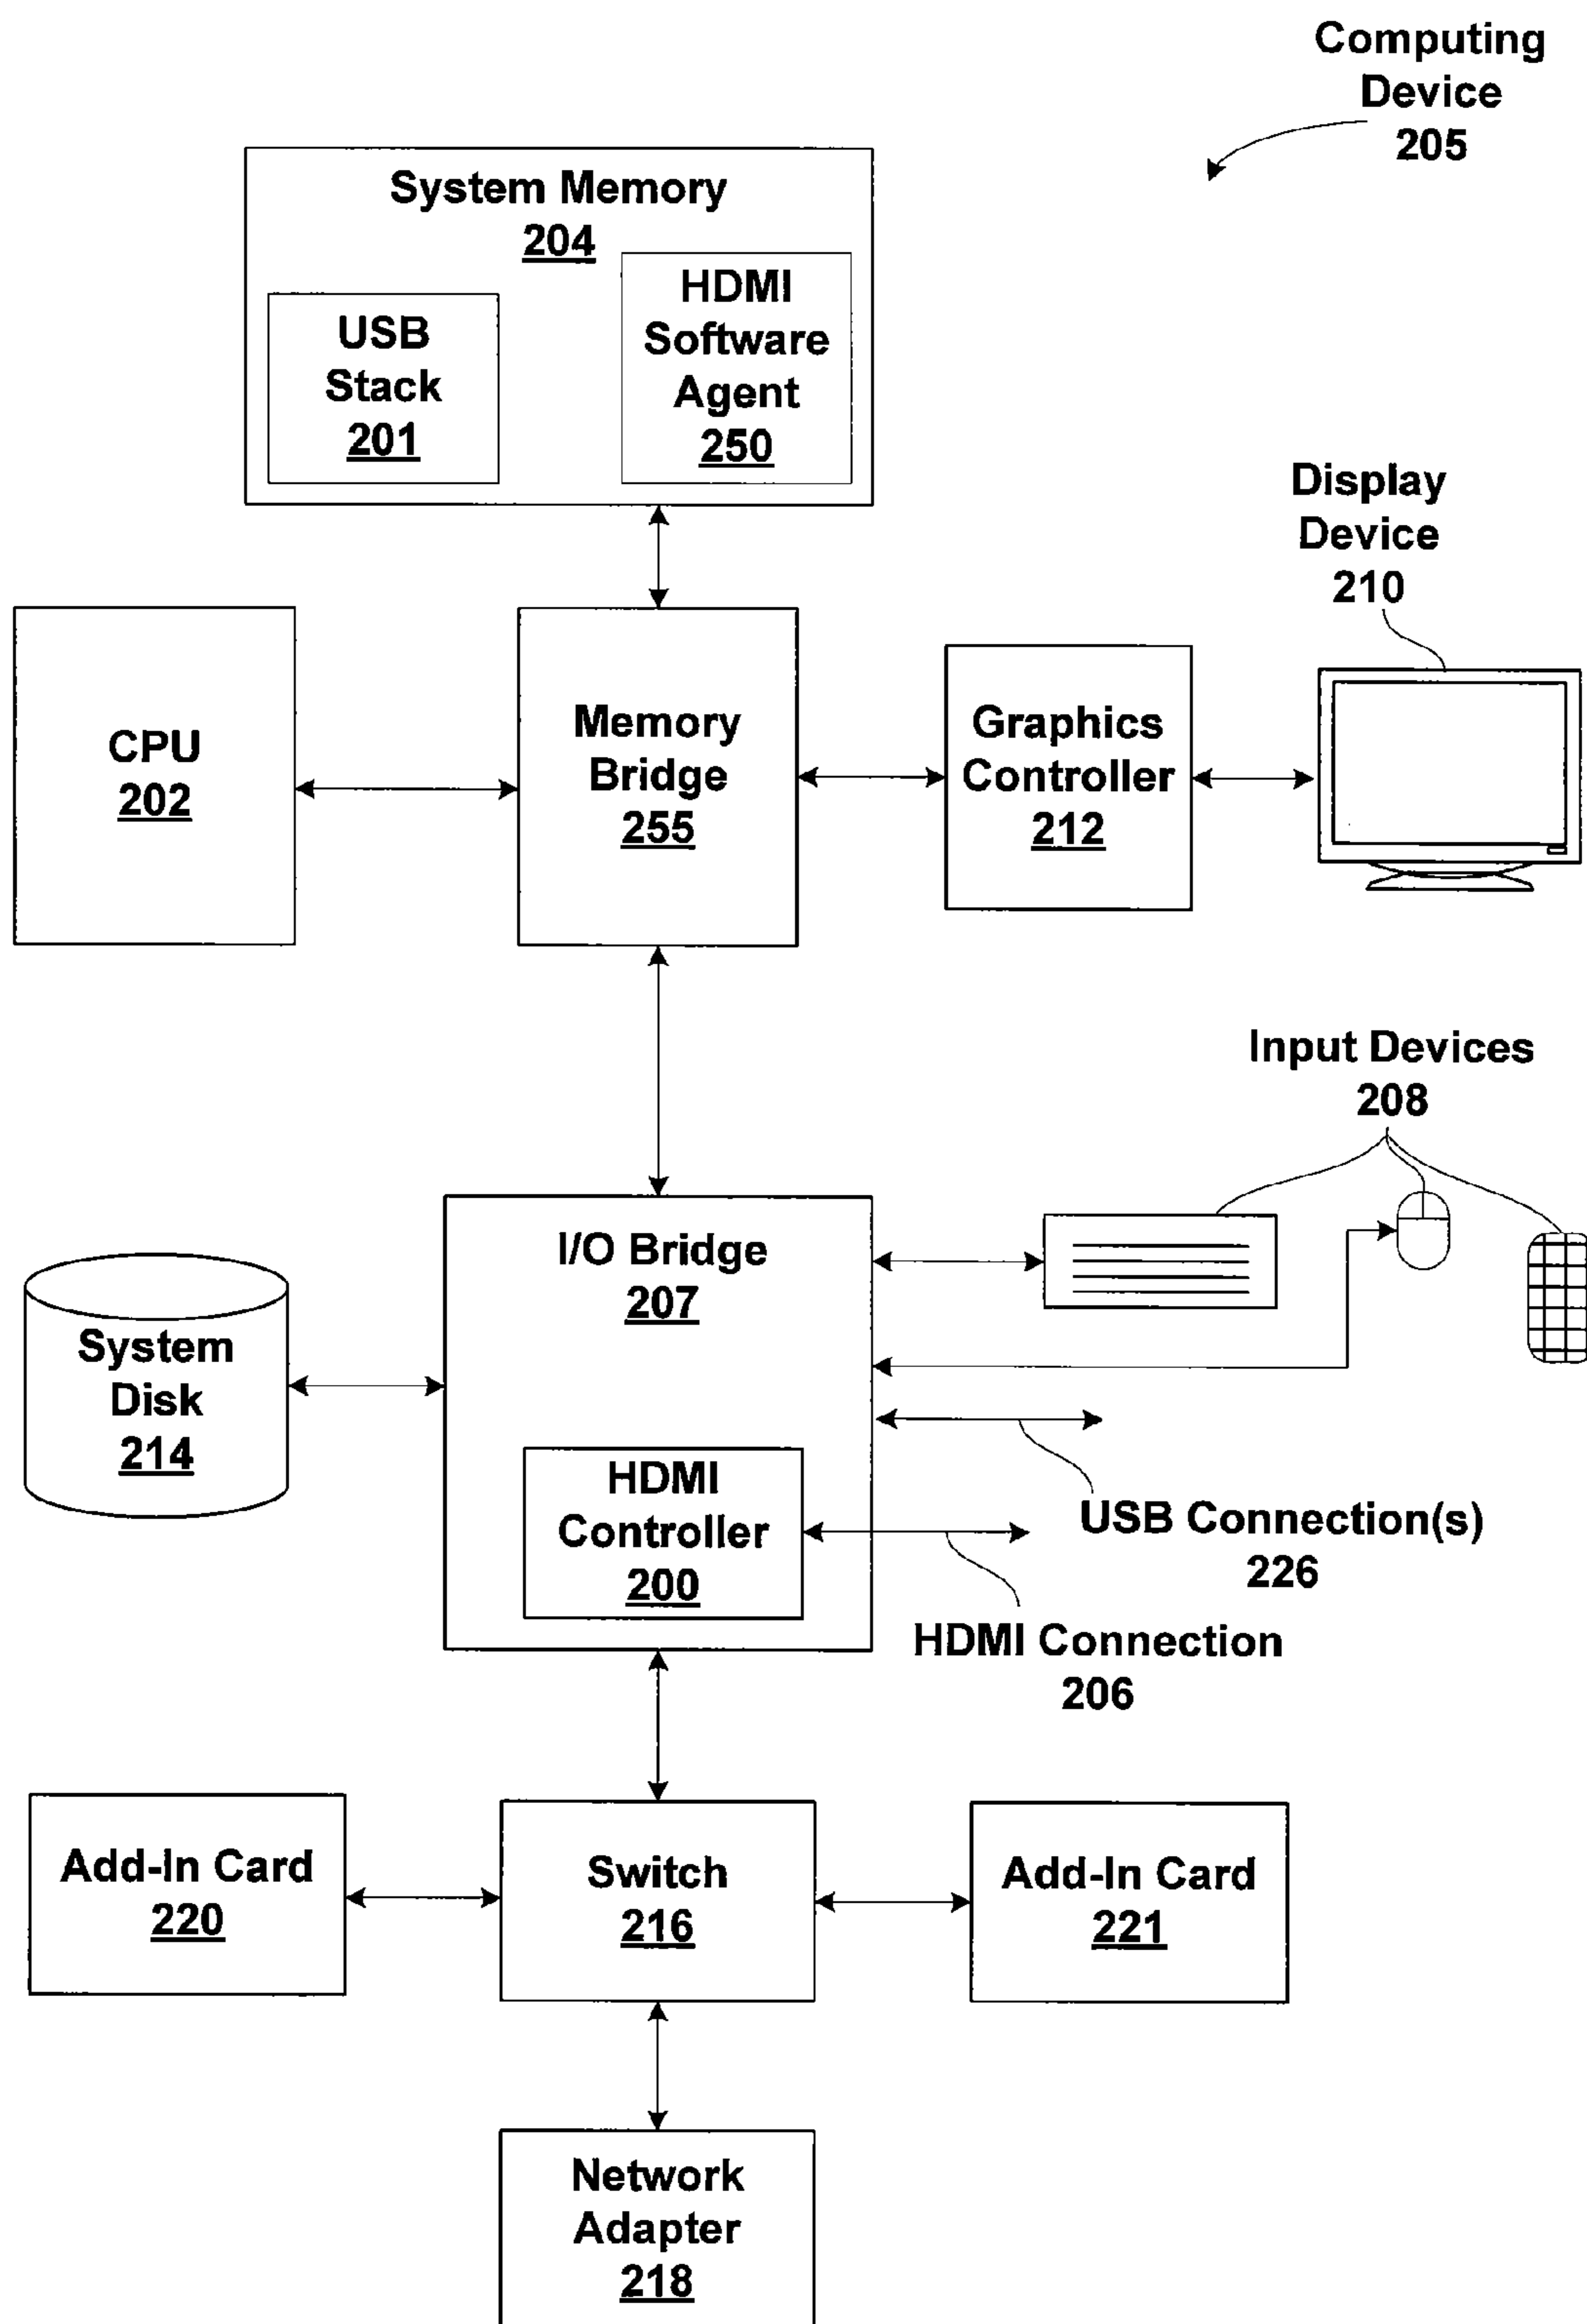 Computing
Device
205
System Memory
204
USB
Stack
201
HDMI
Software
Agent
250
Display
Device
210
CPU
202
Memory
Bridge
255
Graphics
Controller
212
Input Devices
208
I/O Bridge
207
System
Disk
214
HDMI
Controller
200
USB Connection(s)
226
HDMI Connection
206
Add-In Card
220
Switch
216
Add-In Card
221
Network
Adapter
218